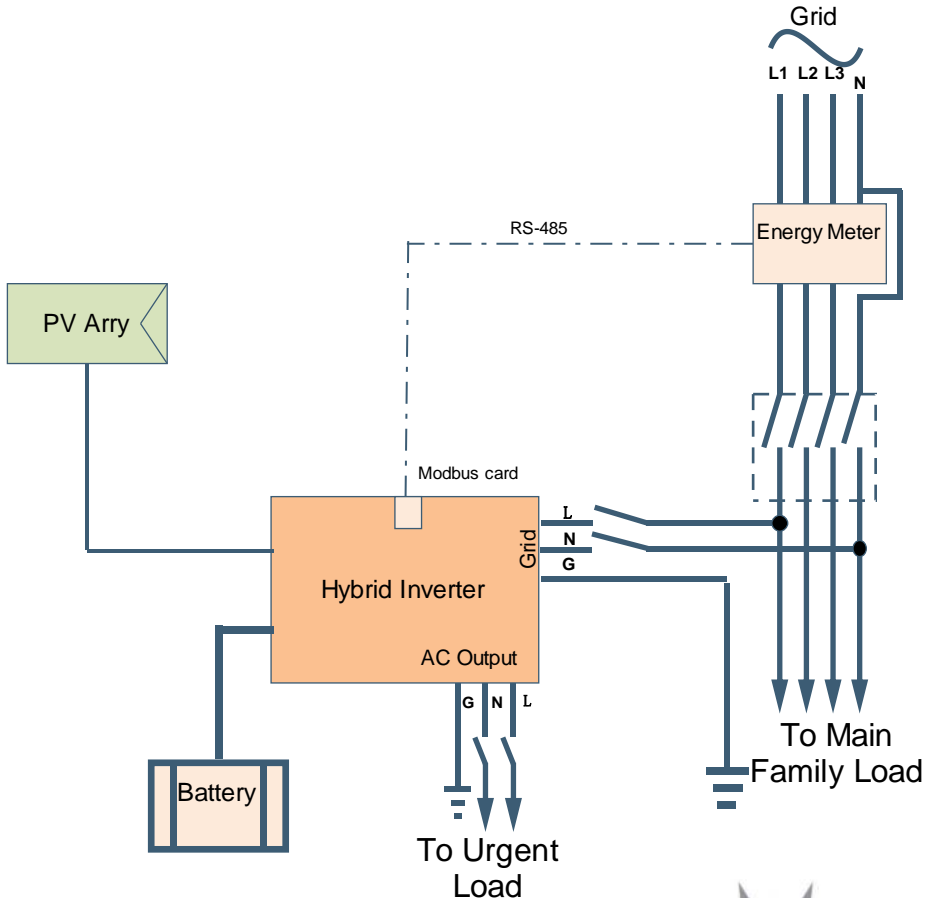 Grid
L1 L2 L3 N
Energy Meter
RS-485
PV Arry
Modbus card
L
N
G
Grid
Hybrid Inverter
AC Output
G N L
Battery
To Main
Family Load
To Urgent
Load